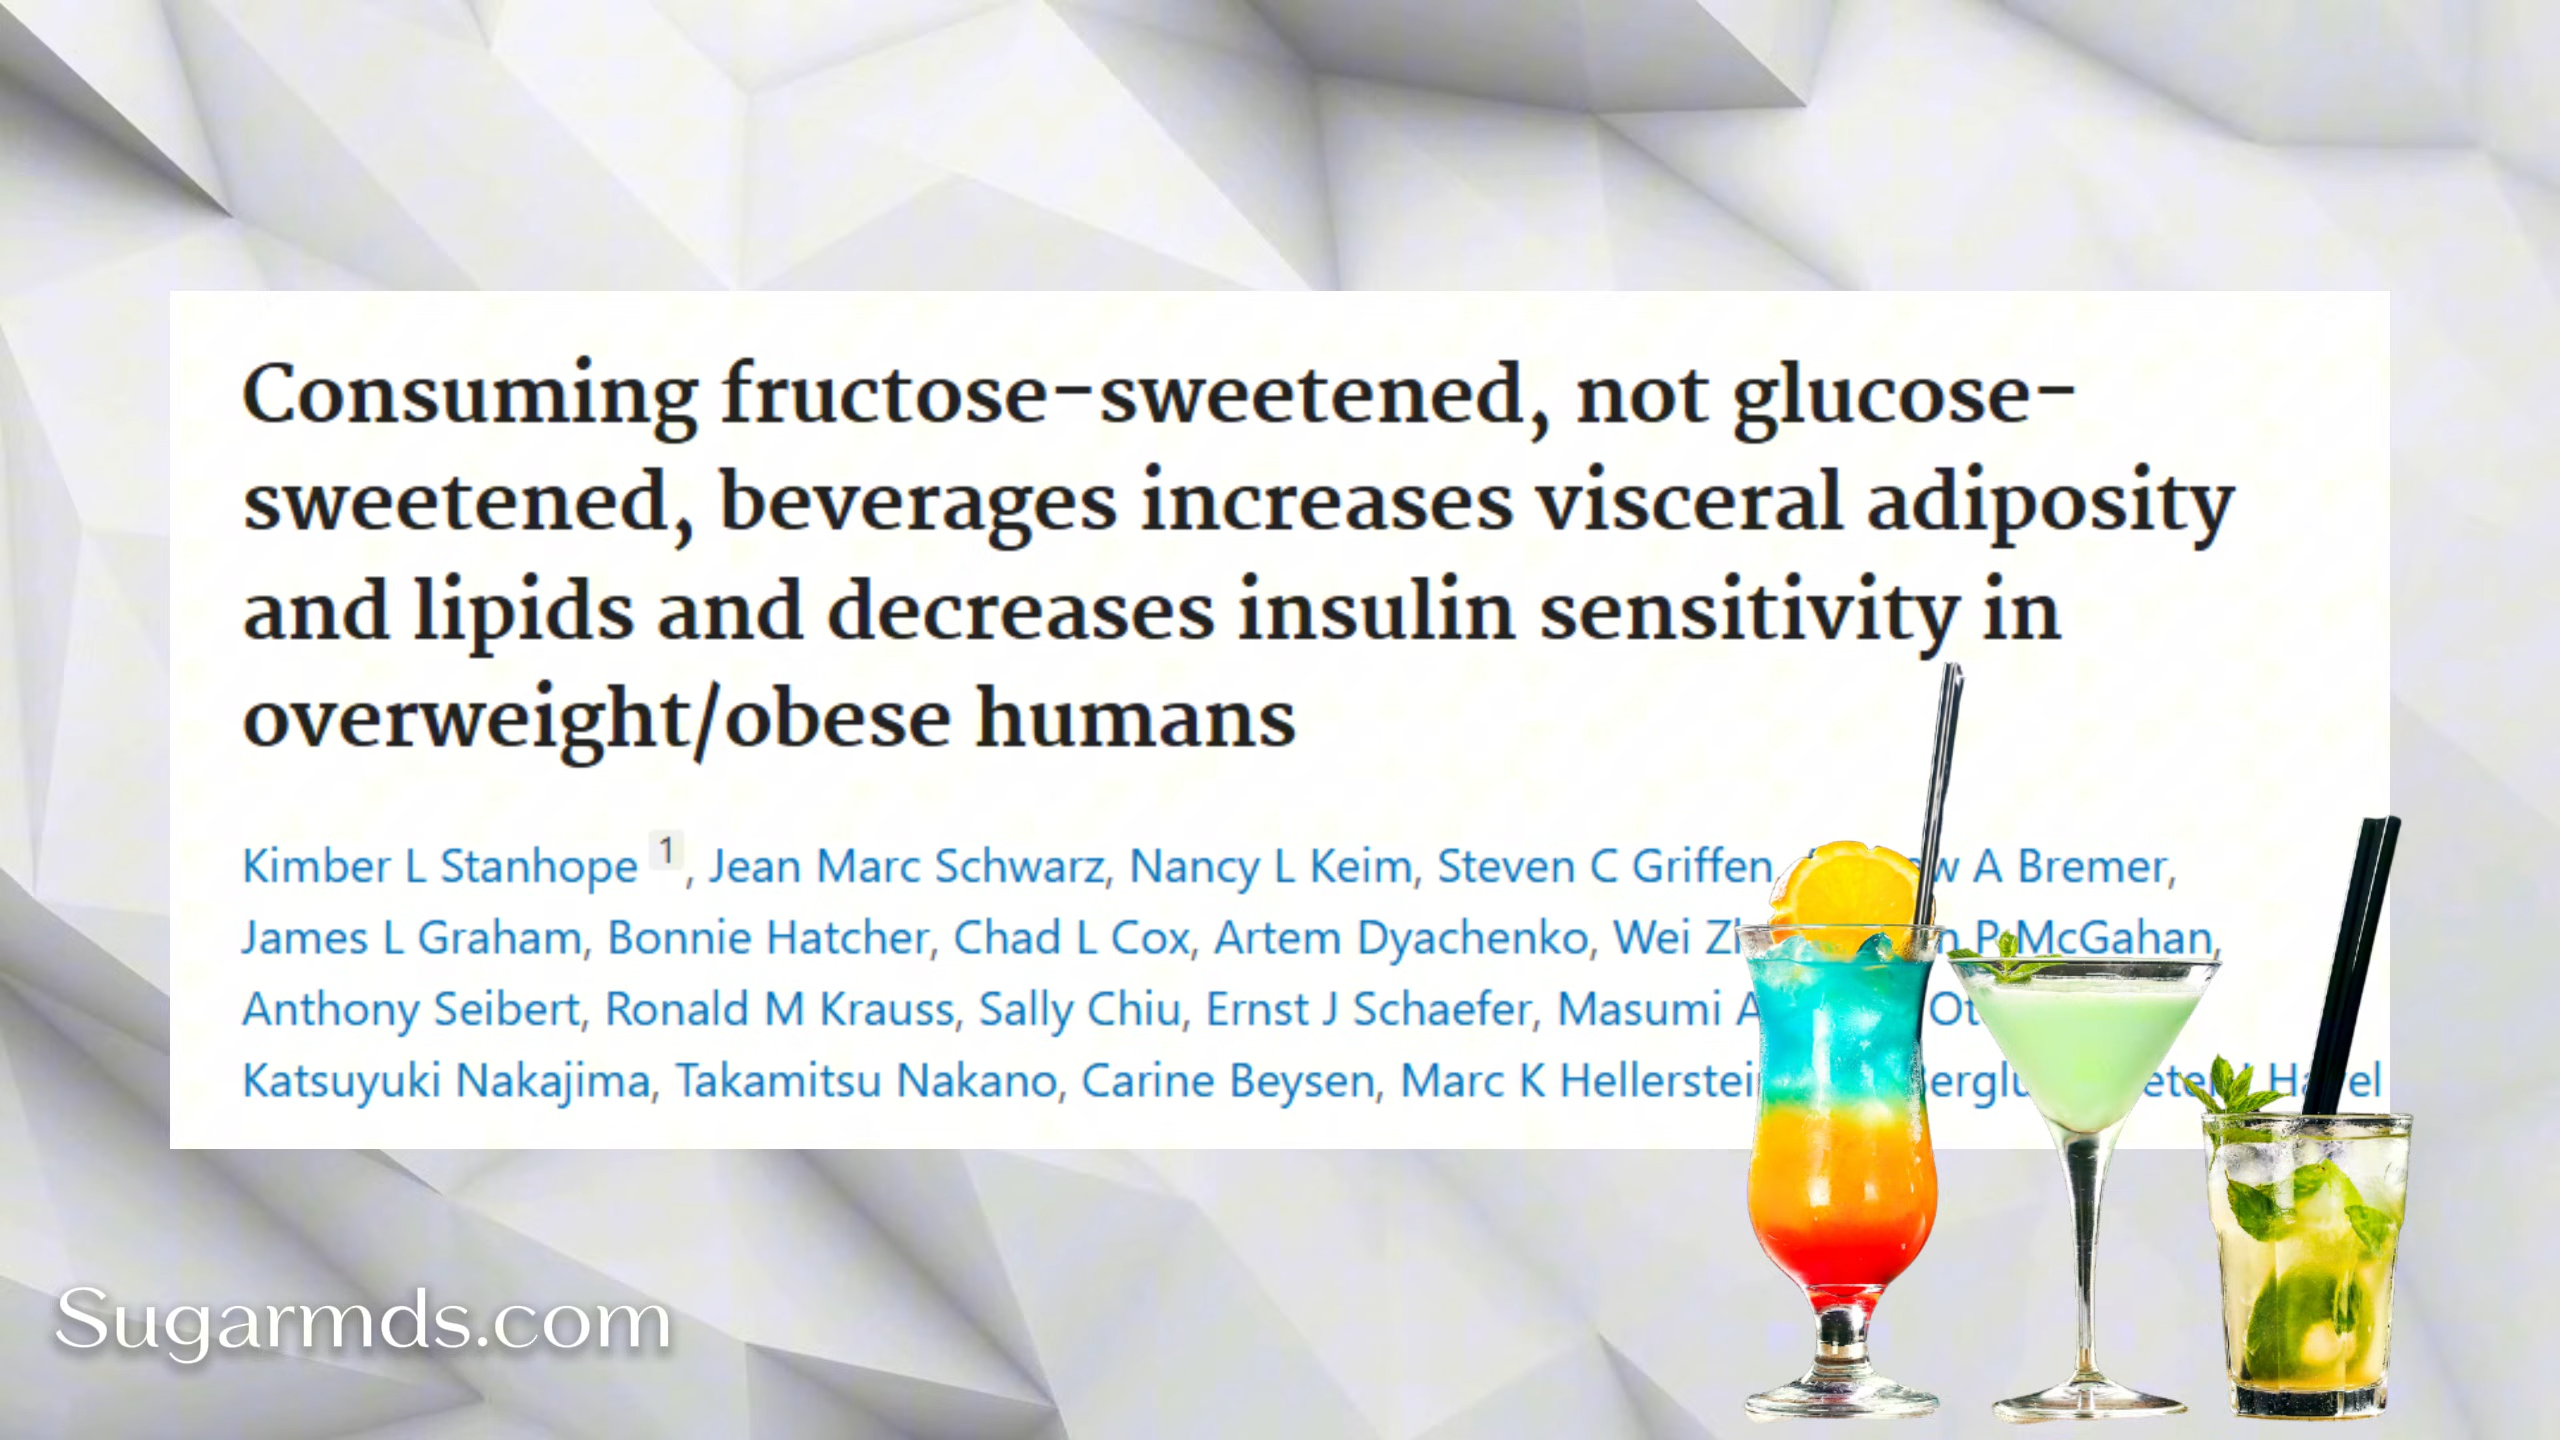 Consuming fructose-sweetened, not glucose-
sweetened, beverages increases visceral adiposity
and lipids and decreases insulin sensitivity in
overweight/obese humans
Kimber L Stanhope 1, Jean Marc Schwarz, Nancy L Keim, Steven C Griffen, A Bremer,
James L Graham, Bonnie Hatcher, Chad L Cox, Artem Dyachenko, Wei P McGahan,
Anthony Seibert, Ronald M Krauss, Sally Chiu, Ernst J Schaefer, Masumi
Katsuyuki Nakajima, Takamitsu Nakano, Carine Beysen, Marc K
Sugarmds.com